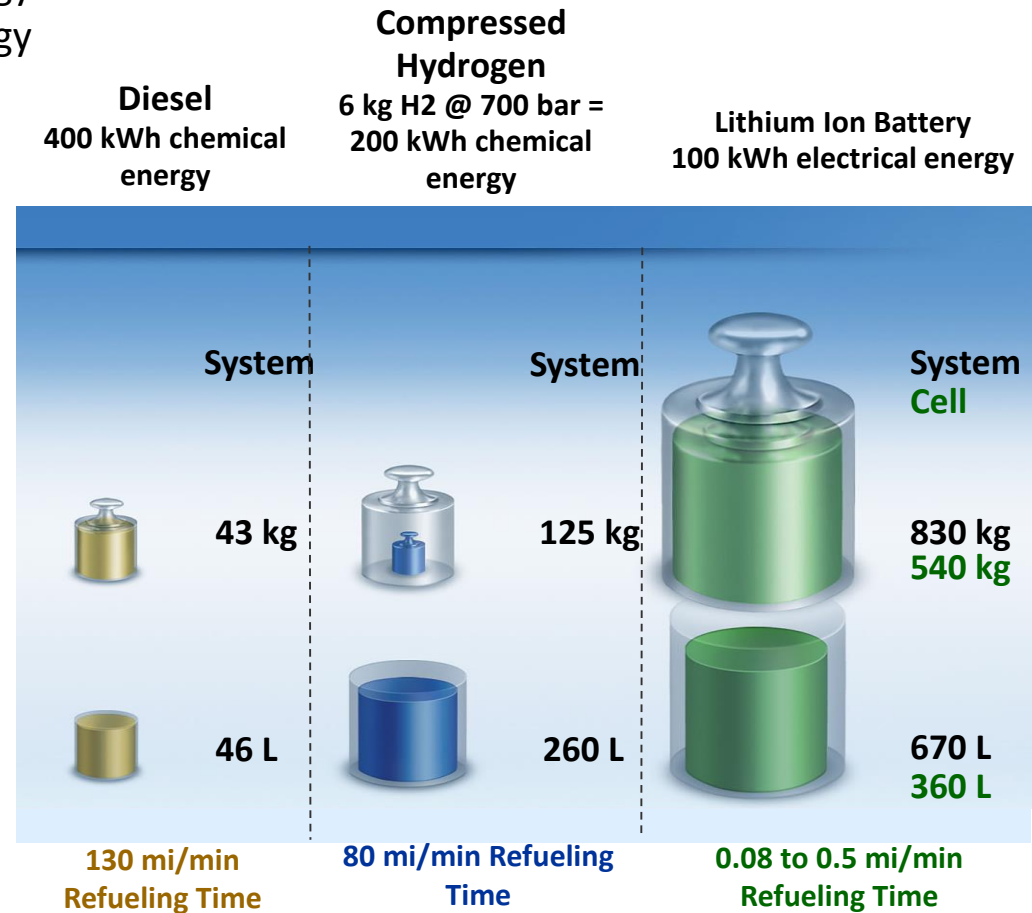 gy
gy
Diesel
400 kWh chemical
energy
Compressed
Hydrogen
6 kg H2 @ 700 bar =
200 kWh chemical
energy
Lithium Ion Battery
100 kWh electrical energy
System
43 kg
46 L
System
125 kg
260 L
System
Cell
830 kg
540 kg
670 L
360 L
130 mi/min
Refueling Time
80 mi/min Refueling
Time
0.08 to 0.5 mi/min
Refueling Time